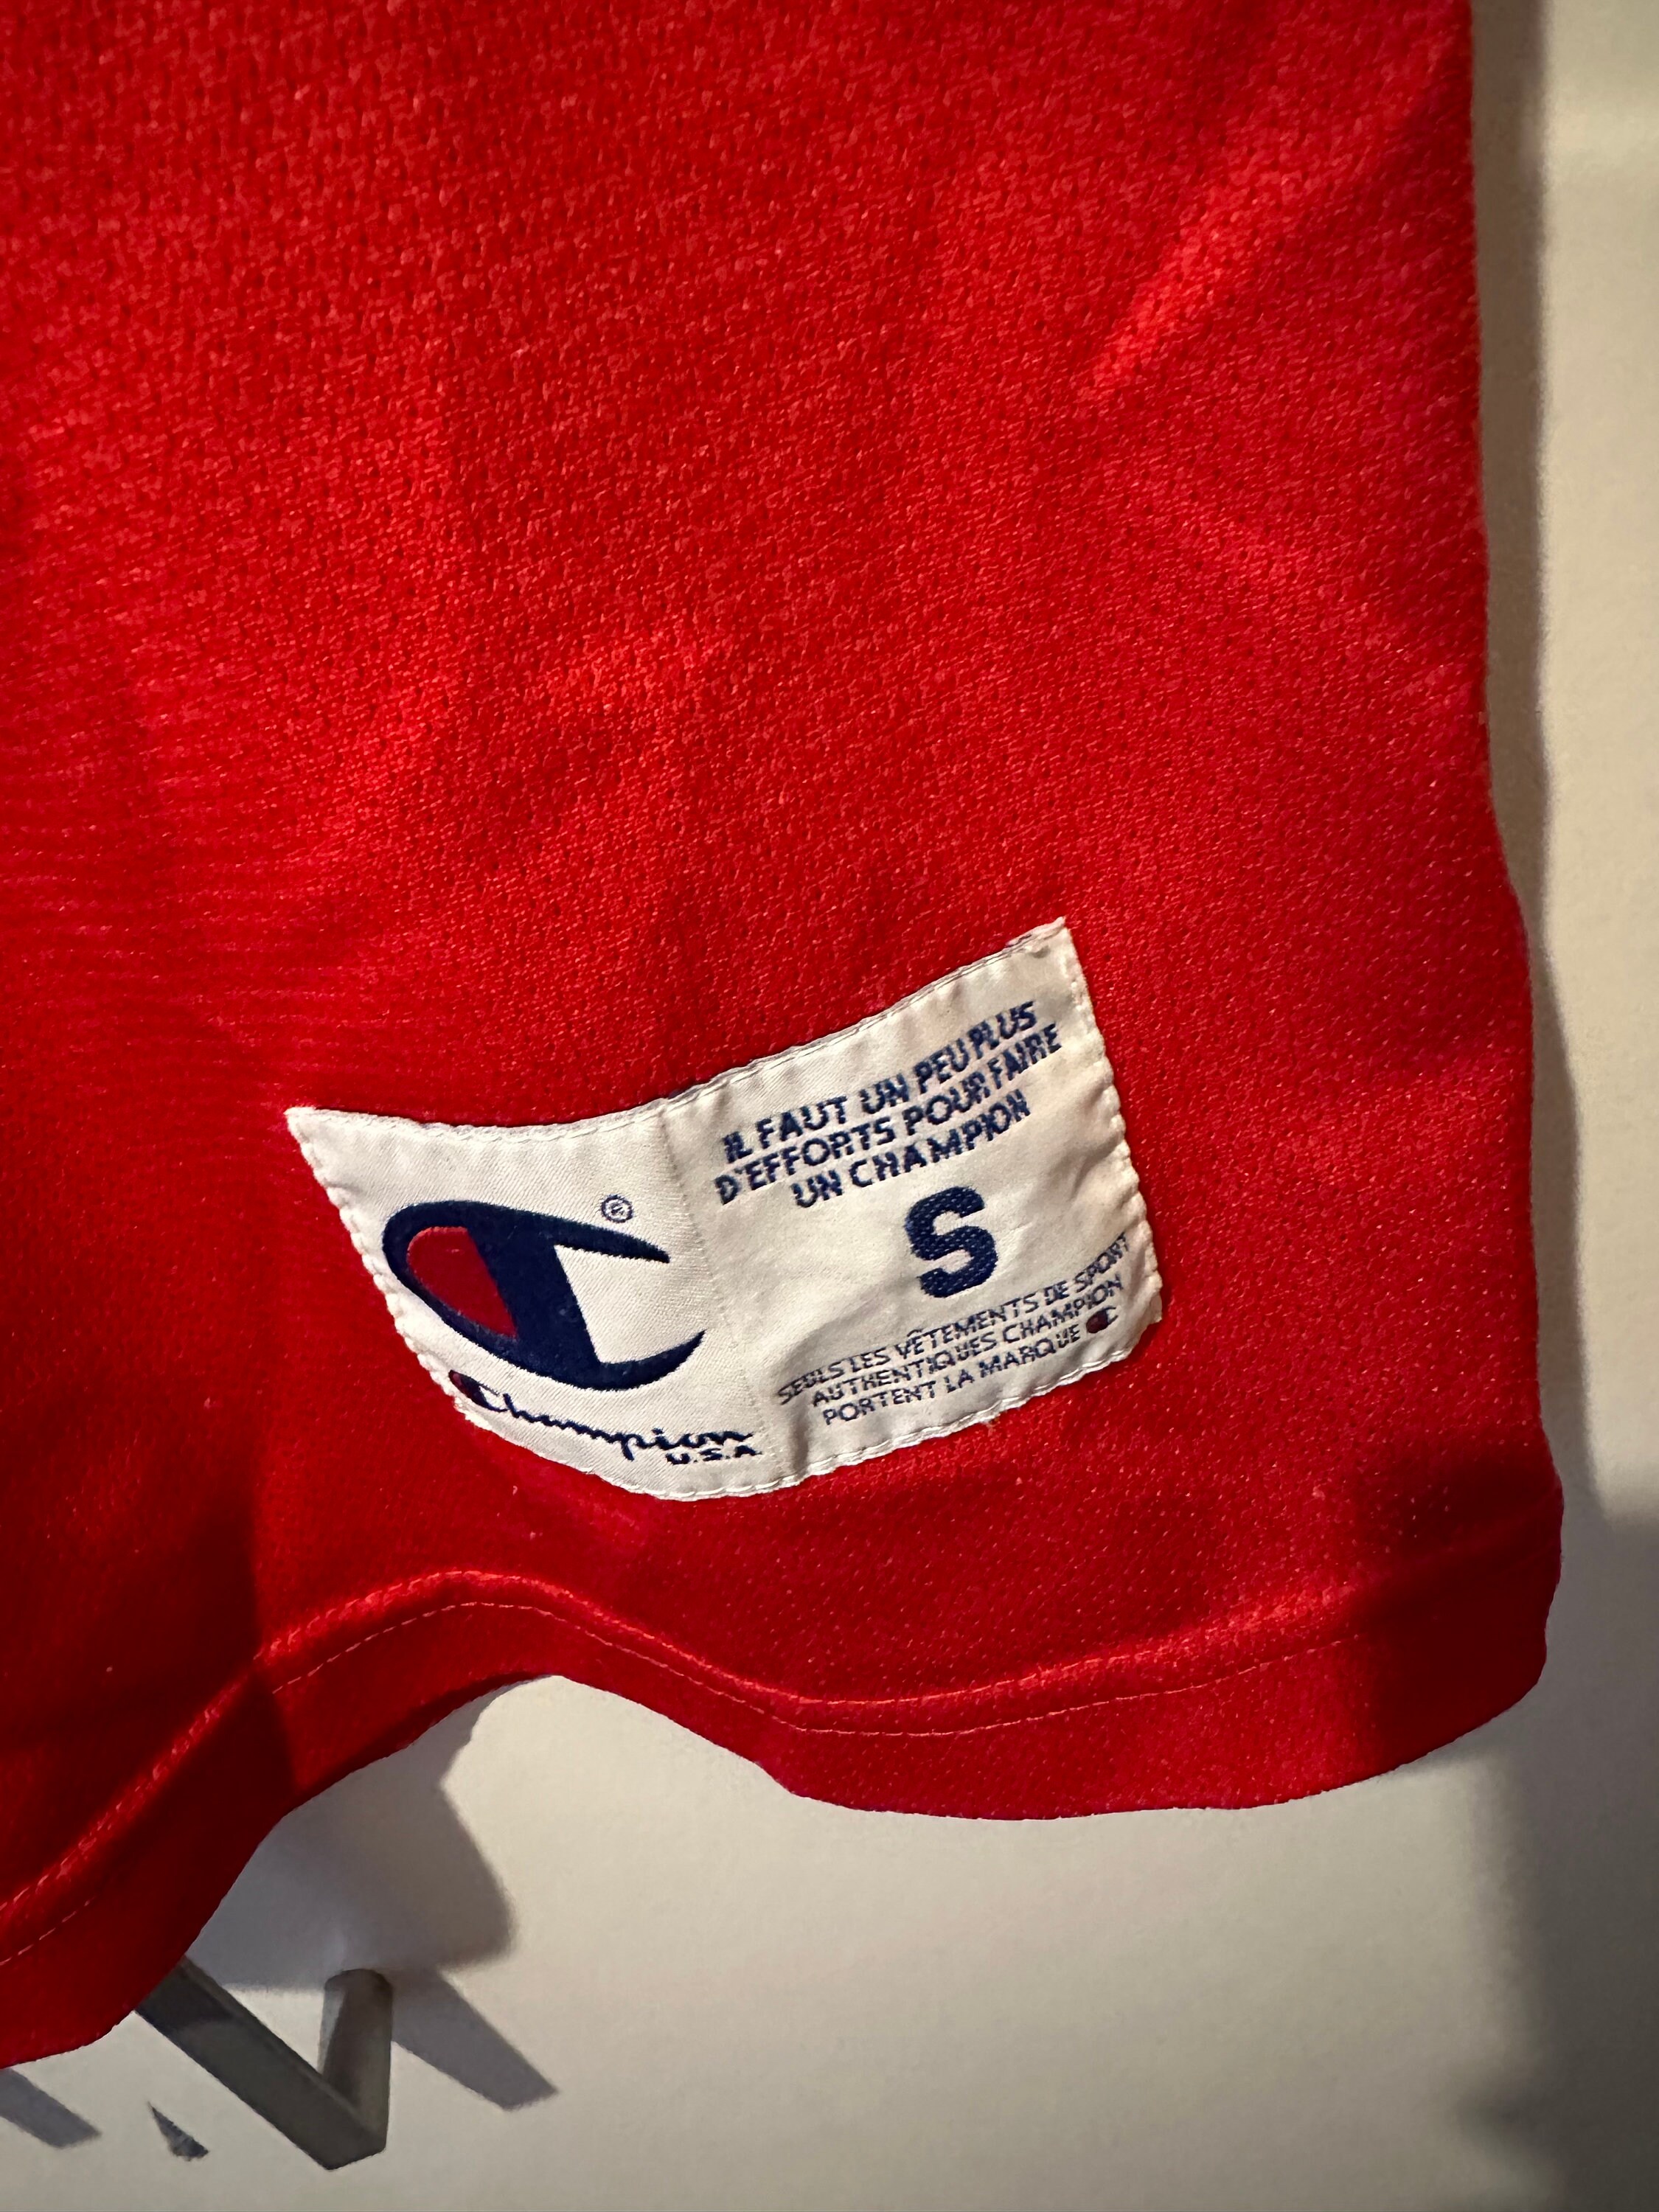 ®
Champion
U.S.A.
IL FAUT UN PEU PLUS
D'EFFORTS POUR FAIRE
UN CHAMPION
S
SEULS LES VÊTEMENTS DE SPORT
AUTHENTIQUES CHAMPION
PORTENT LA MARQUE